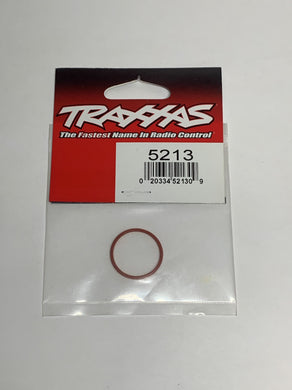 TRAXXAS
The Fastest Name In Radio Control
5213
0 20334 52130 9